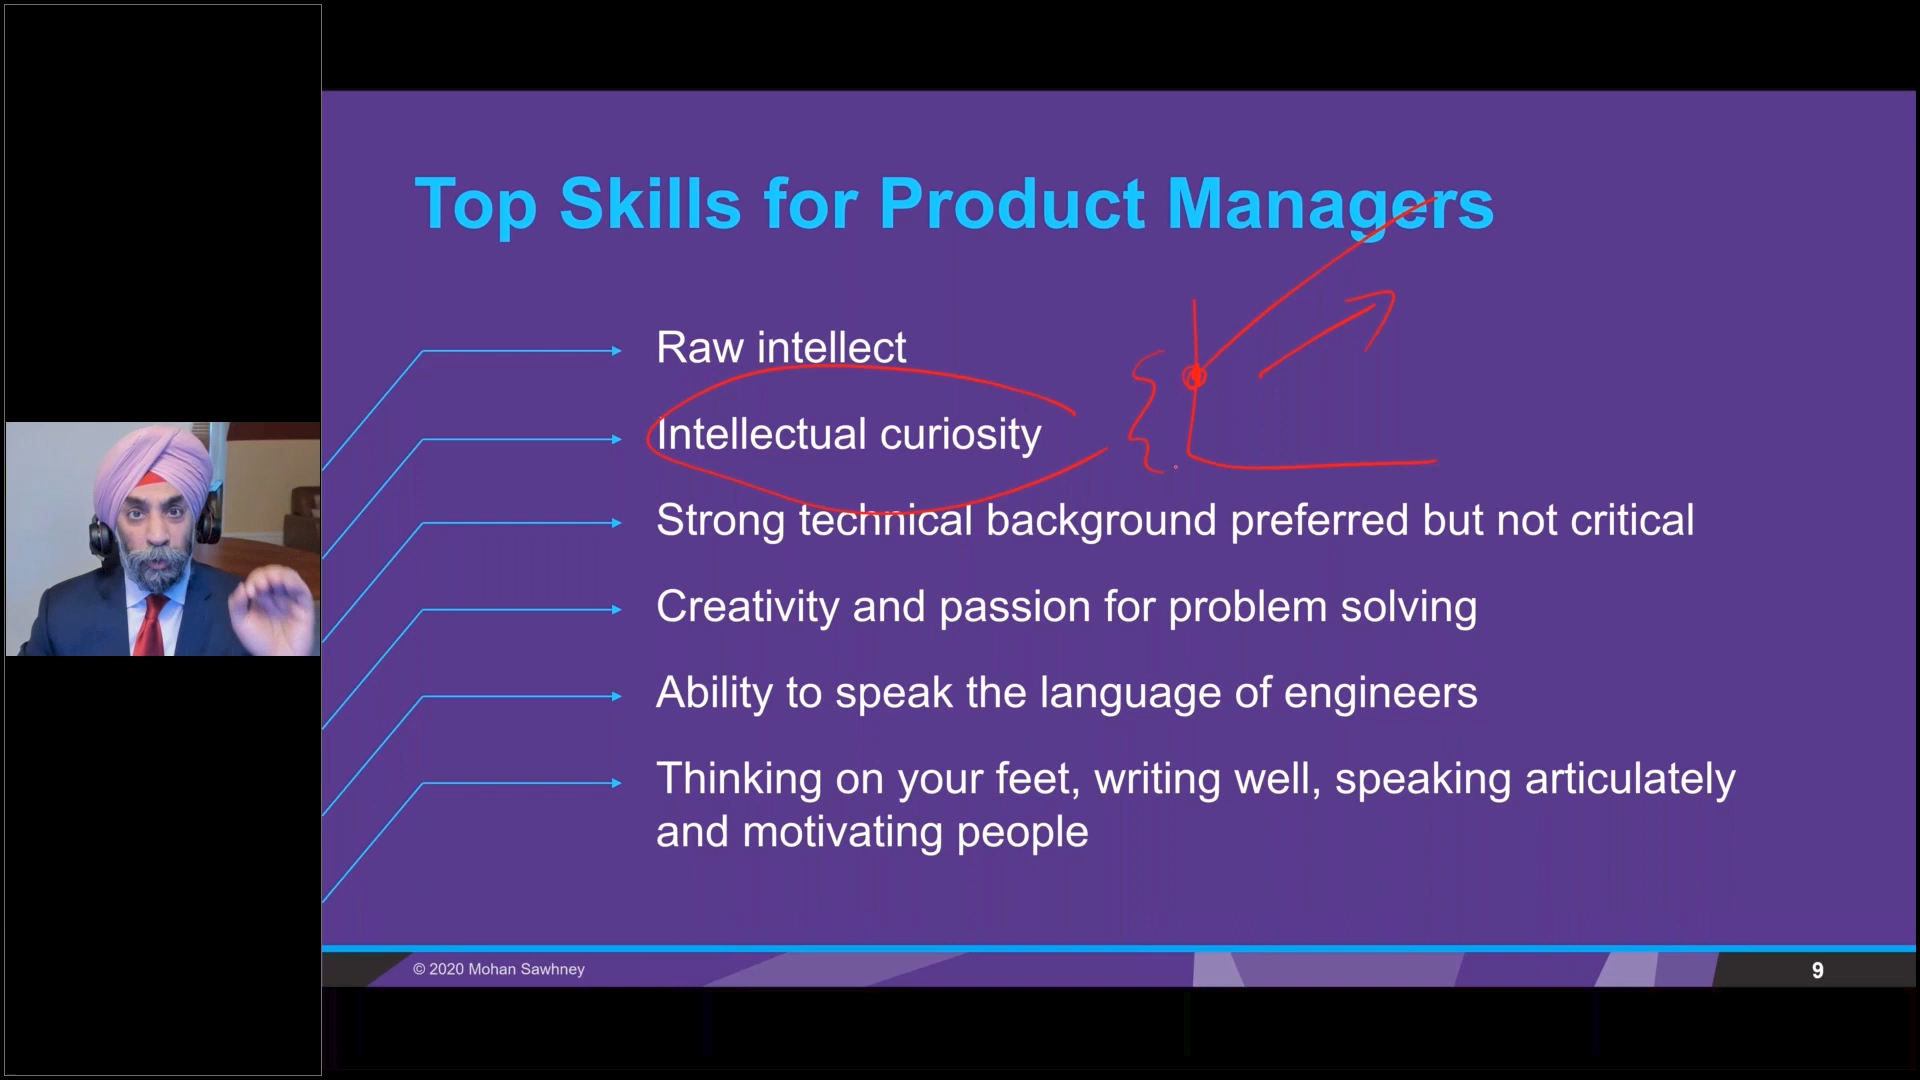 Top Skills for Product Managers
Raw intellect
Intellectual curiosity
Strong technical background preferred but not critical
Creativity and passion for problem solving
Ability to speak the language of engineers
Thinking on your feet, writing well, speaking articulately
and motivating people
© 2020 Mohan Sawhney
9